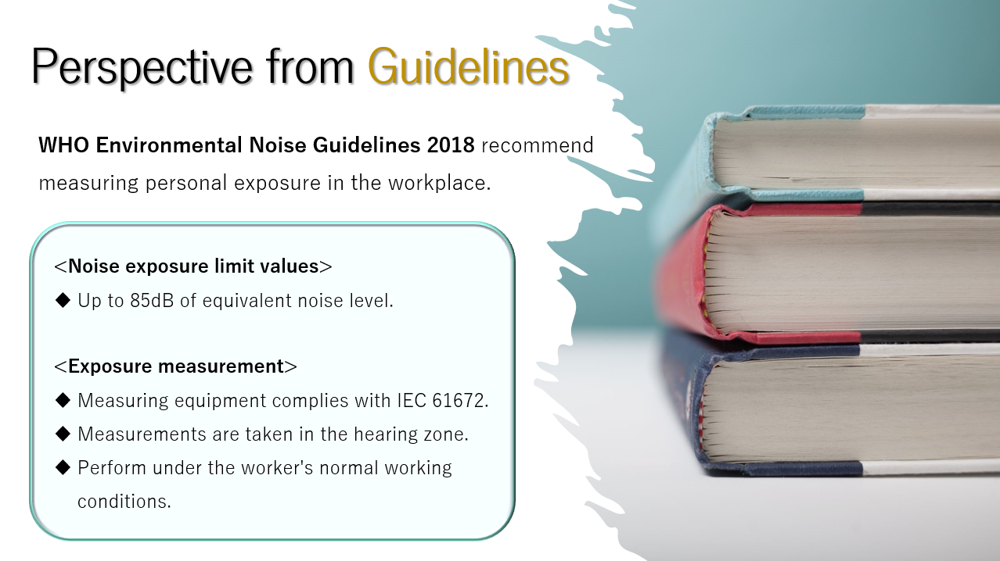 Perspective from Guidelines
WHO Environmental Noise Guidelines 2018 recommend
measuring personal exposure in the workplace.
<Noise exposure limit values>
◆ Up to 85dB of equivalent noise level.
<Exposure measurement>
◆ Measuring equipment complies with IEC 61672.
◆ Measurements are taken in the hearing zone.
◆ Perform under the worker's normal working
conditions.